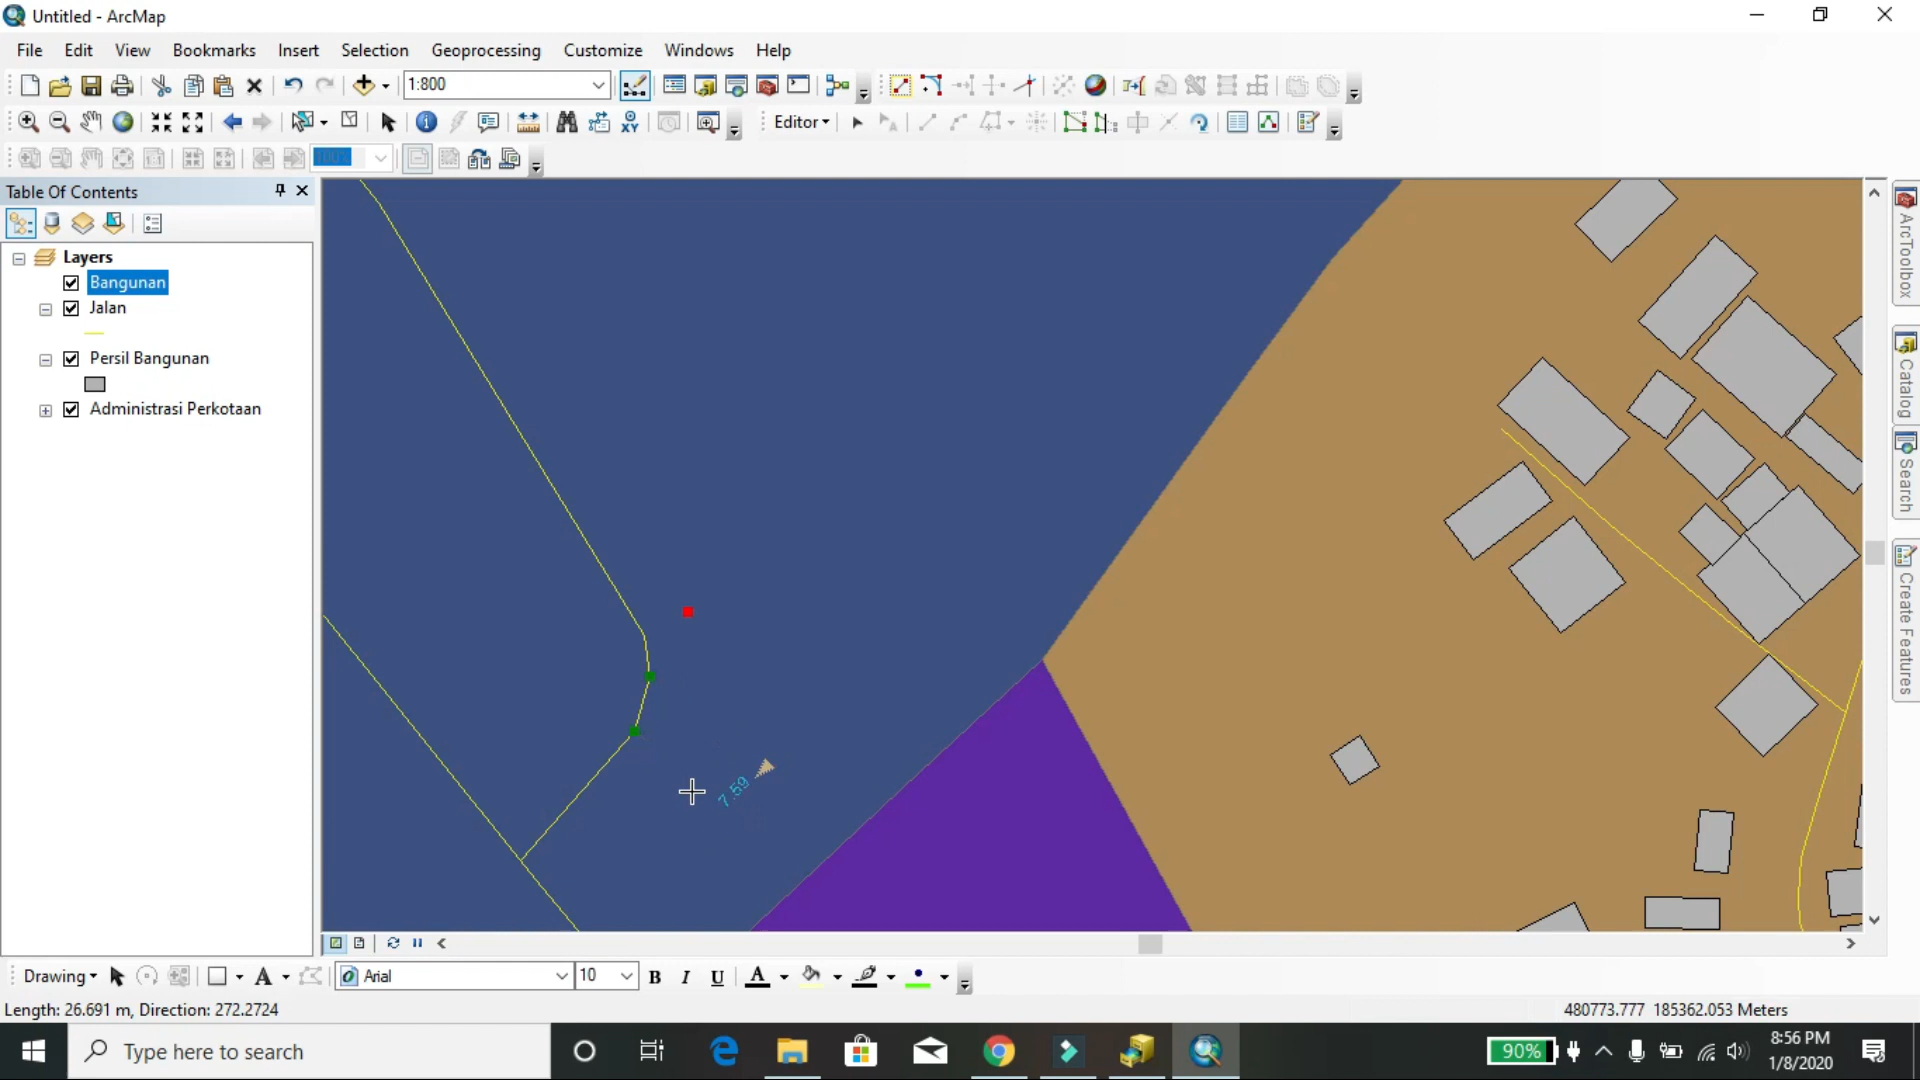 Untitled - ArcMap
File Edit View Bookmarks Insert Selection Geoprocessing Customize Windows Help
1:800
Editor
100%
Table Of Contents
Layers
Bangunan
Jalan
Persil Bangunan
Administrasi Perkotaan
7.59
ArcToolbox
Catalog
Search
Create Features
Drawing Arial 10 B I U A
Length: 26.691 m, Direction: 272.2724
480773.777 185362.053 Meters
Type here to search
90%
8:56 PM
1/8/2020